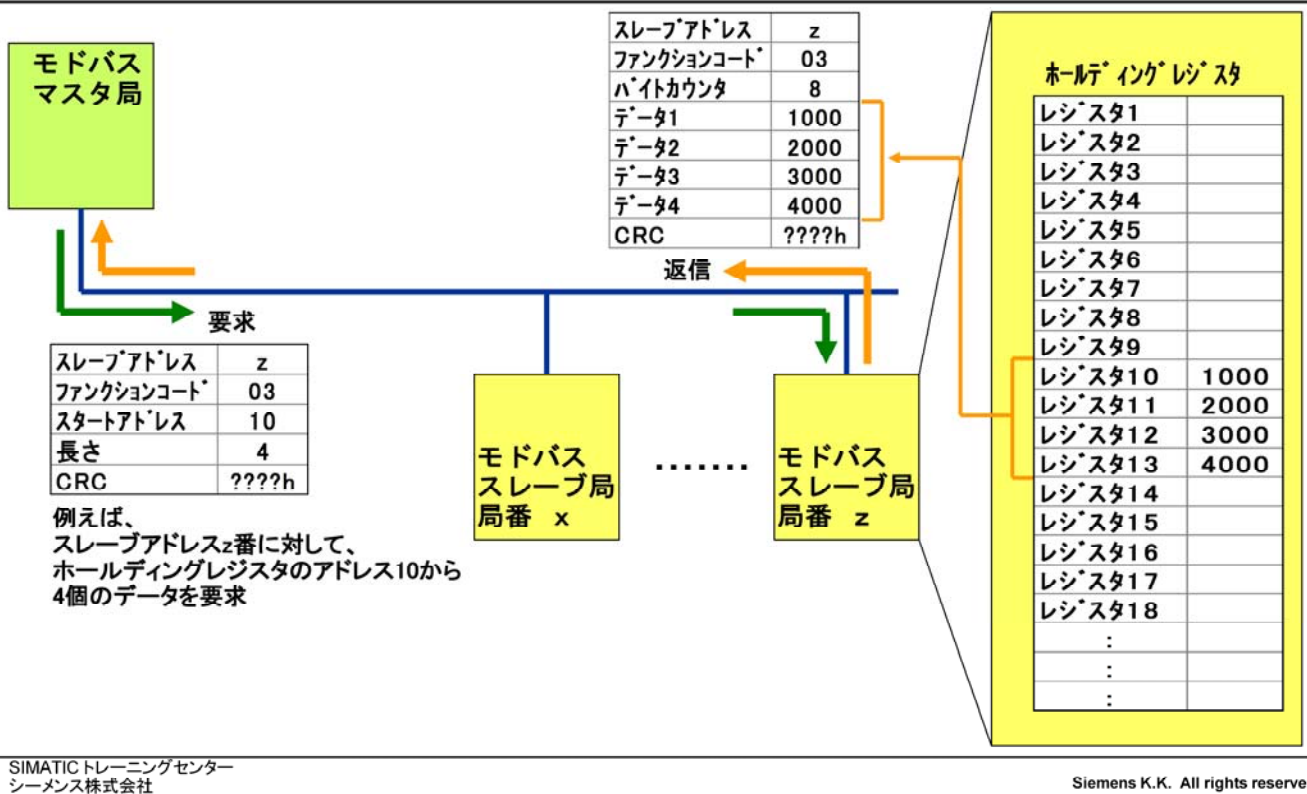 モドバス
マスタ局
要求
スレーブアドレス z
ファンクションコード 03
スタートアドレス 10
長さ 4
CRC ????h
例えば、
スレーブアドレスz番に対して、
ホールディングレジスタのアドレス10から
4個のデータを要求
スレーブアドレス z
ファンクションコード 03
バイトカウンタ 8
データ1 1000
データ2 2000
データ3 3000
データ4 4000
CRC ????h
返信
モドバス
スレーブ局
局番 x
.......
モドバス
スレーブ局
局番 z
ホールディングレジスタ
レジスタ1
レジスタ2
レジスタ3
レジスタ4
レジスタ5
レジスタ6
レジスタ7
レジスタ8
レジスタ9
レジスタ10 1000
レジスタ11 2000
レジスタ12 3000
レジスタ13 4000
レジスタ14
レジスタ15
レジスタ16
レジスタ17
レジスタ18
:
:
:
SIMATIC トレーニングセンター
シーメンス株式会社
Siemens K.K. All rights reserve